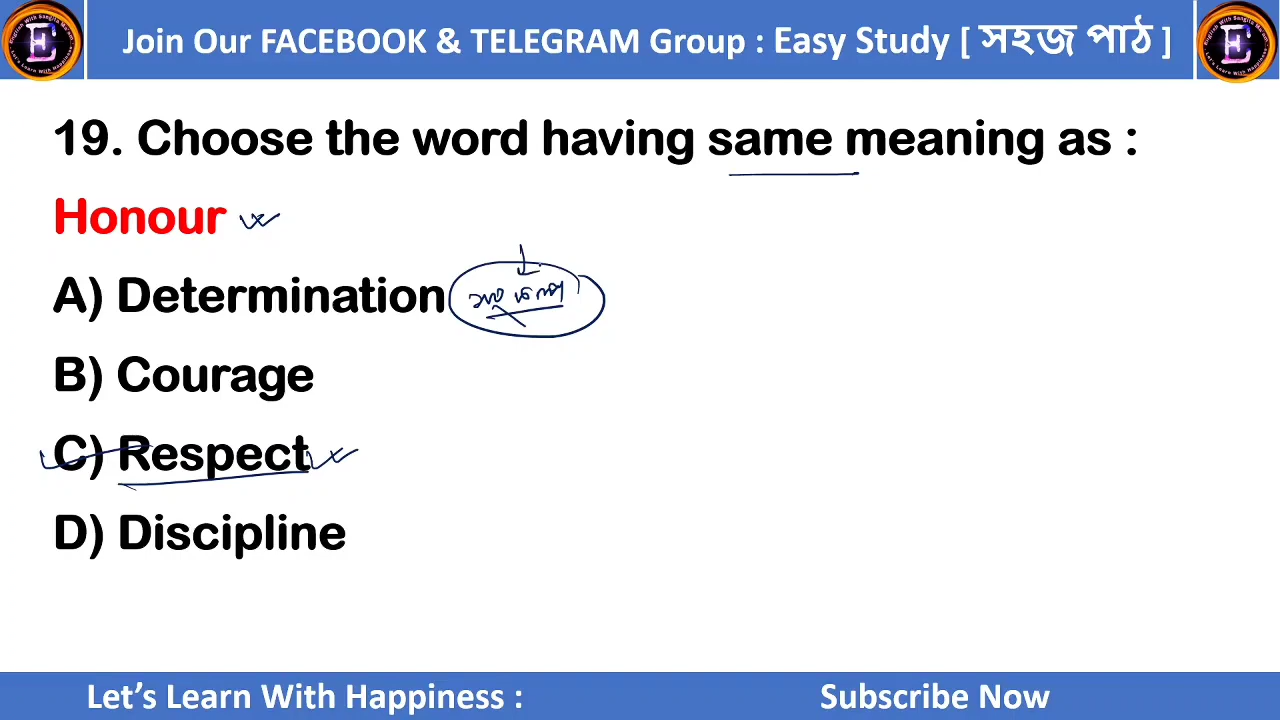 Join Our FACEBOOK & TELEGRAM Group : Easy Study [ সহজ পাঠ ]
19. Choose the word having same meaning as :
Honour
A) Determination
B) Courage
C) Respect
D) Discipline
Let's Learn With Happiness :
Subscribe Now